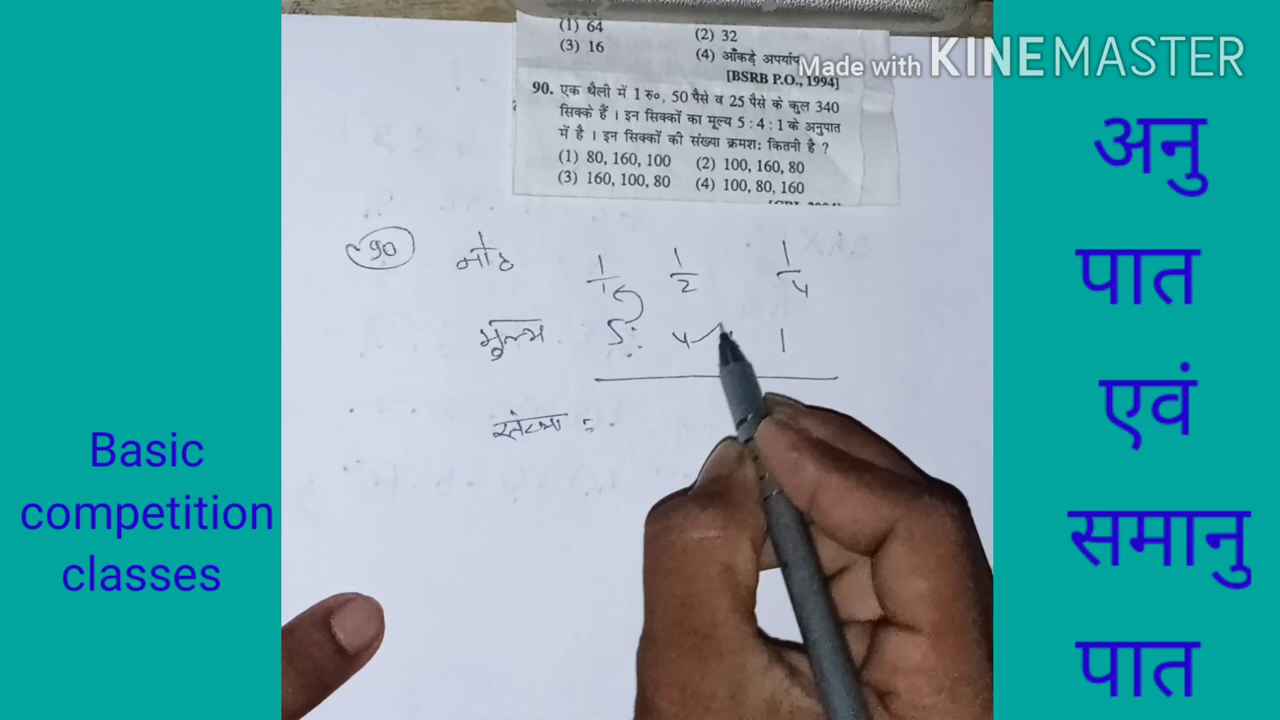 (1) 64 (2) 32
(3) 16 (4) आँकड़े अपर्याप्
[BSRB P.O., 1994]
90. एक थैली में 1 रु०, 50 पैसे व 25 पैसे के कुल 340
सिक्के हैं । इन सिक्कों का मूल्य 5 : 4 : 1 के अनुपात
में है । इन सिक्कों की संख्या क्रमशः कितनी है ?
(1) 80, 160, 100 (2) 100, 160, 80
(3) 160, 100, 80 (4) 100, 80, 160
Made with KINEMASTER
90 नोट 1/1 1/2 1/4
मूल्य 5 : 4 1
संख्या =
Basic
competition
classes
अनु
पात
एवं
समानु
पात